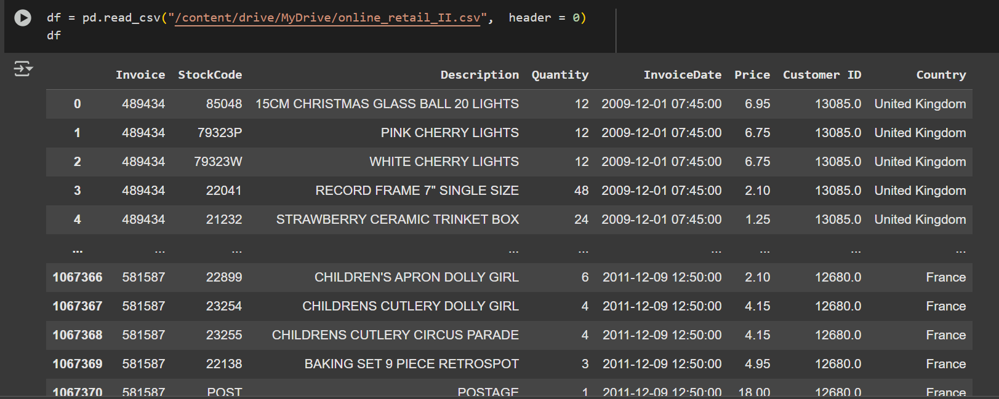 df = pd.read_csv("/content/drive/MyDrive/online_retail_II.csv",  header = 0)
df
Invoice StockCode Description Quantity InvoiceDate Price Customer ID Country
0 489434 85048 15CM CHRISTMAS GLASS BALL 20 LIGHTS 12 2009-12-01 07:45:00 6.95 13085.0 United Kingdom
1 489434 79323P PINK CHERRY LIGHTS 12 2009-12-01 07:45:00 6.75 13085.0 United Kingdom
2 489434 79323W WHITE CHERRY LIGHTS 12 2009-12-01 07:45:00 6.75 13085.0 United Kingdom
3 489434 22041 RECORD FRAME 7" SINGLE SIZE 48 2009-12-01 07:45:00 2.10 13085.0 United Kingdom
4 489434 21232 STRAWBERRY CERAMIC TRINKET BOX 24 2009-12-01 07:45:00 1.25 13085.0 United Kingdom
... ... ... ... ... ... ... ... ...
1067366 581587 22899 CHILDREN'S APRON DOLLY GIRL 6 2011-12-09 12:50:00 2.10 12680.0 France
1067367 581587 23254 CHILDRENS CUTLERY DOLLY GIRL 4 2011-12-09 12:50:00 4.15 12680.0 France
1067368 581587 23255 CHILDRENS CUTLERY CIRCUS PARADE 4 2011-12-09 12:50:00 4.15 12680.0 France
1067369 581587 22138 BAKING SET 9 PIECE RETROSPOT 3 2011-12-09 12:50:00 4.95 12680.0 France
1067370 581587 POST POSTAGE 1 2011-12-09 12:50:00 18.00 12680.0 France